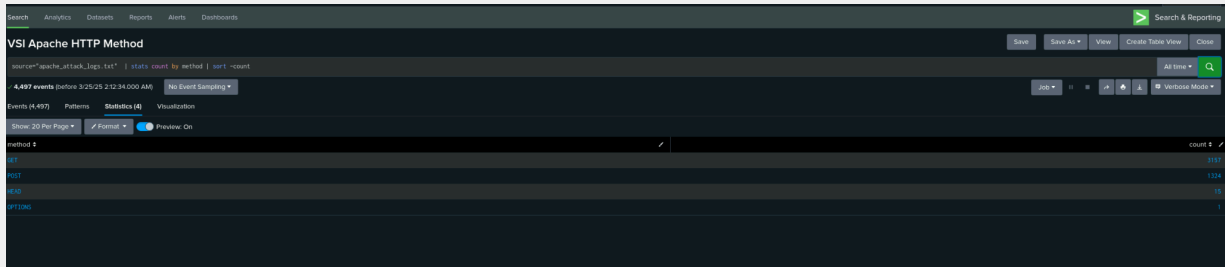 Search Analytics Datasets Reports Alerts Dashboards Search & Reporting
VSI Apache HTTP Method Save Save As View Create Table View Close
source="apache_attack_logs.txt" | stats count by method | sort -count All time
4,497 events (before 3/25/25 2:12:34.000 AM) No Event Sampling Job Verbose Mode
Events (4,497) Patterns Statistics (4) Visualization
Show: 20 Per Page Format Preview: On
method count
GET 3157
POST 1324
HEAD 15
OPTIONS 1